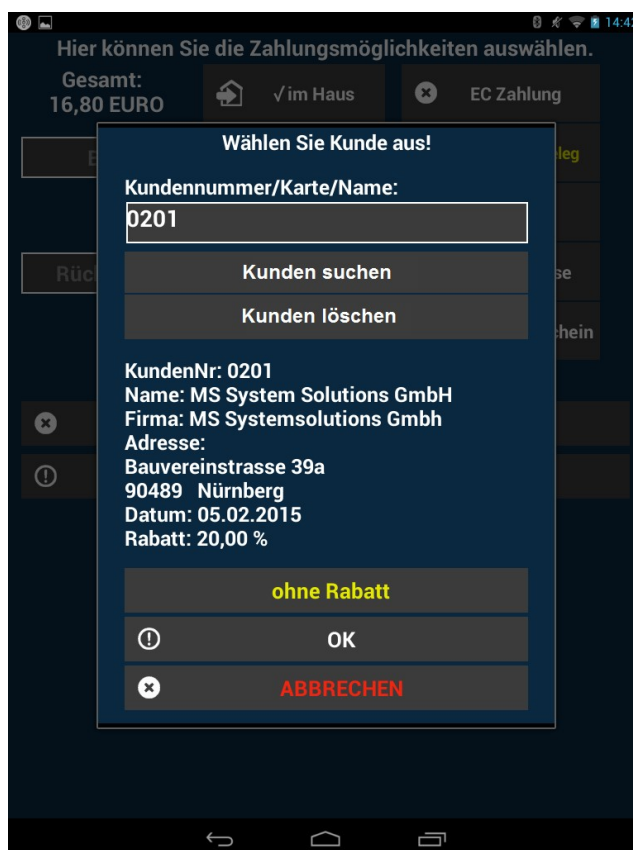 14:42
Hier können Sie die Zahlungsmöglichkeiten auswählen.
Gesamt:
16,80 EURO
√ im Haus
EC Zahlung
Wählen Sie Kunde aus!
Kundennummer/Karte/Name:
0201
Kunden suchen
Kunden löschen
KundenNr: 0201
Name: MS System Solutions GmbH
Firma: MS Systemsolutions Gmbh
Adresse:
Bauvereinstrasse 39a
90489 Nürnberg
Datum: 05.02.2015
Rabatt: 20,00 %
ohne Rabatt
OK
ABBRECHEN